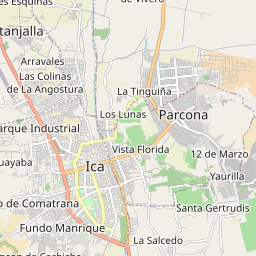 de Vivero
Esquinas
tanjalla
Arravales
Las Colinas
de La Angostura
La Tinguiña
Los Lunas
Parcona
arque Industrial
Vista Florida
12 de Marzo
uayaba
Ica
Yaurilla
o de Comatrana
Santa Gertrudis
Fundo Manrique
La Salcedo